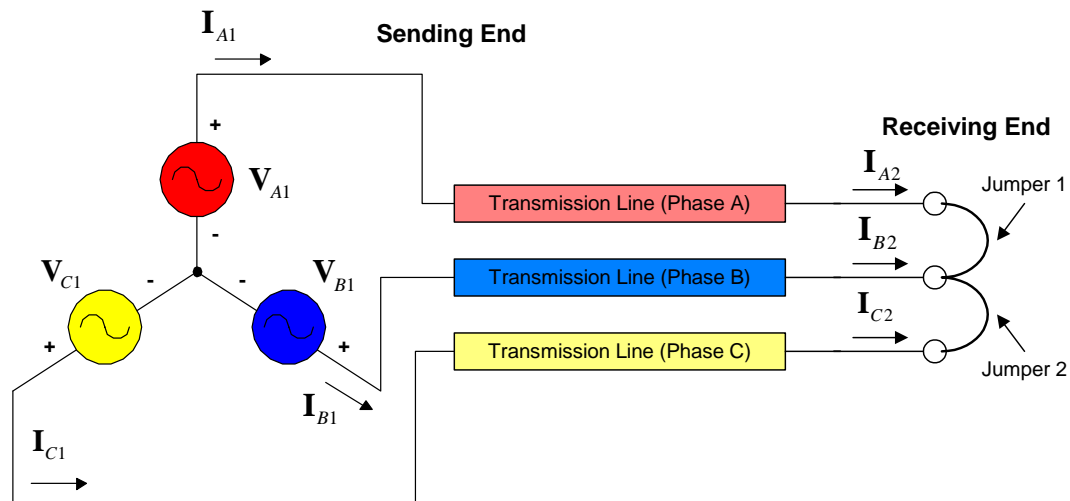 I_A1
Sending End
+
V_A1
-
Receiving End
I_A2
Jumper 1
Transmission Line (Phase A)
I_B2
V_C1
-
-
V_B1
Transmission Line (Phase B)
I_C2
+
+
Transmission Line (Phase C)
Jumper 2
I_B1
I_C1